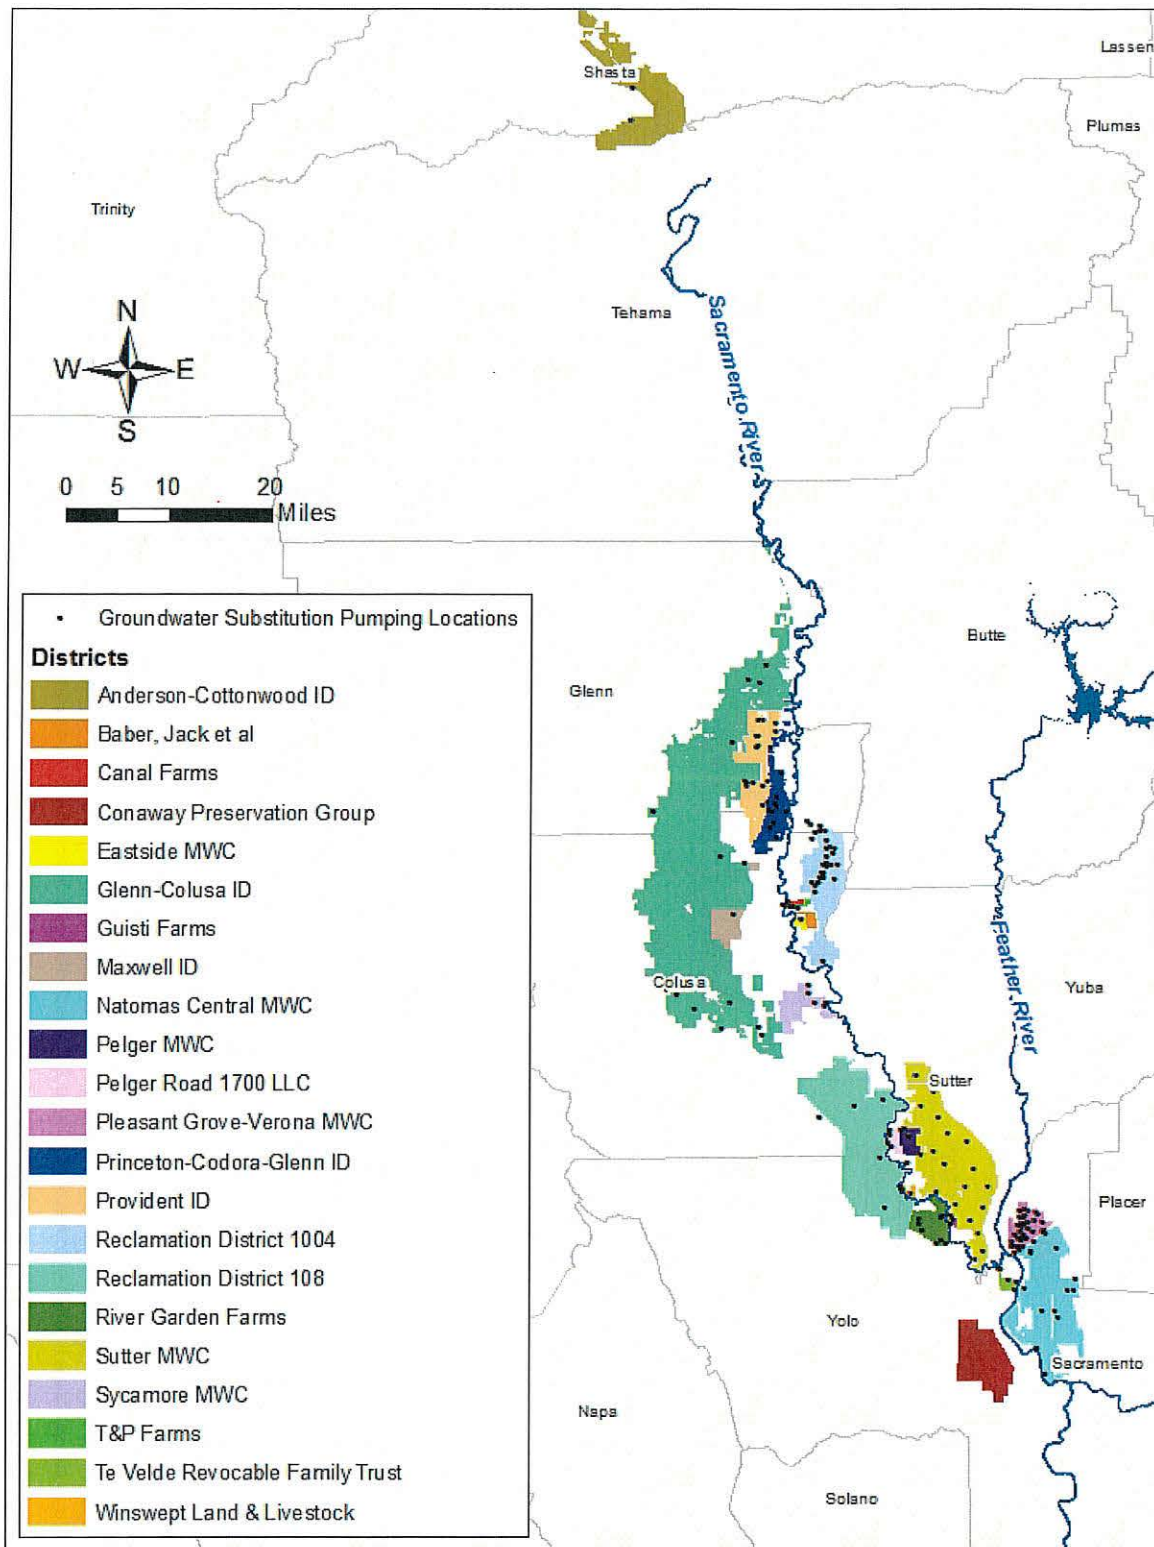 Lassen
Shasta
Plumas
Trinity
Tehama
Sacramento River
N
W E
S
0 5 10 20
Miles
Groundwater Substitution Pumping Locations
Districts
Anderson-Cottonwood ID
Baber, Jack et al
Canal Farms
Conaway Preservation Group
Eastside MWC
Glenn-Colusa ID
Guisti Farms
Maxwell ID
Natomas Central MWC
Pelger MWC
Pelger Road 1700 LLC
Pleasant Grove-Verona MWC
Princeton-Codora-Glenn ID
Provident ID
Reclamation District 1004
Reclamation District 108
River Garden Farms
Sutter MWC
Sycamore MWC
T&P Farms
Te Velde Revocable Family Trust
Winswept Land & Livestock
Butte
Glenn
Feather River
Colusa
Yuba
Sutter
Placer
Yolo
Sacramento
Napa
Solano